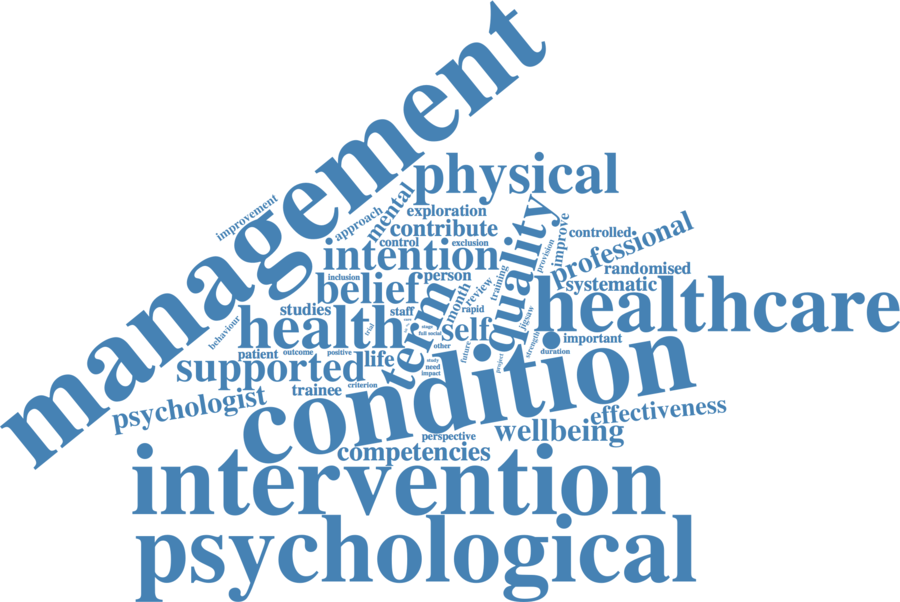 management
physical
improvement
approach
mental
exploration
contribute
control
exclusion
quality
provision
improve
controlled
professional
intention
randomised
systematic
inclusion
belief
person
term
month
review
training
healthcare
studies
staff
rapid
jigsaw
behaviour
health
trial
stage
full social
self
other
future
strength
important
patient
outcome
positive
life
study
need
impact
project
duration
supported
condition
trainee
criterion
psychologist
effectiveness
perspective
wellbeing
competencies
intervention
psychological